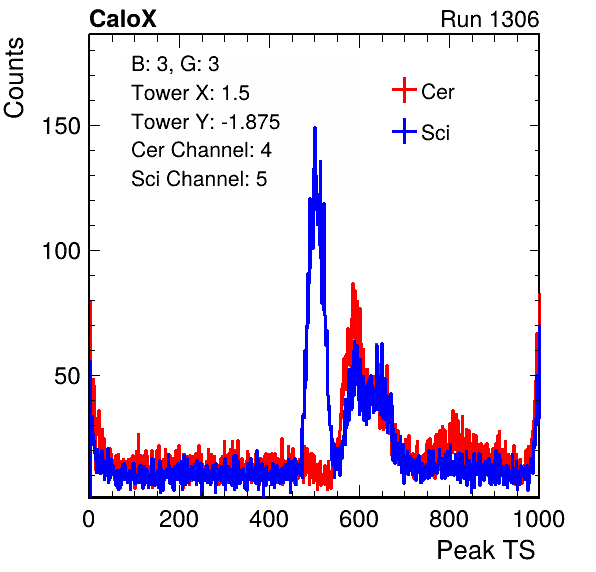 CaloX
Run 1306
Counts
B: 3, G: 3
Tower X: 1.5
Tower Y: -1.875
Cer Channel: 4
Sci Channel: 5
Cer
Sci
150
100
50
0 200 400 600 800 1000
Peak TS